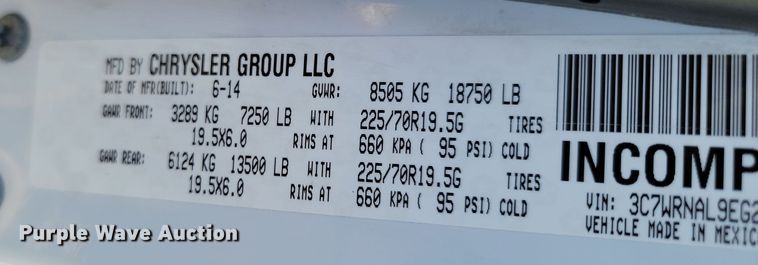 MFD BY CHRYSLER GROUP LLC
DATE OF MFR(BUILT): 6-14 GVWR: 8505 KG 18750 LB
GAWR FRONT: 3289 KG 7250 LB WITH 225/70R19.5G TIRES
19.5X6.0 RIMS AT 660 KPA ( 95 PSI) COLD
GAWR REAR: 6124 KG 13500 LB WITH 225/70R19.5G TIRES
19.5X6.0 RIMS AT 660 KPA ( 95 PSI) COLD
INCOMP
VIN: 3C7WRNAL9EG2
VEHICLE MADE IN MEXIC
Purple Wave Auction